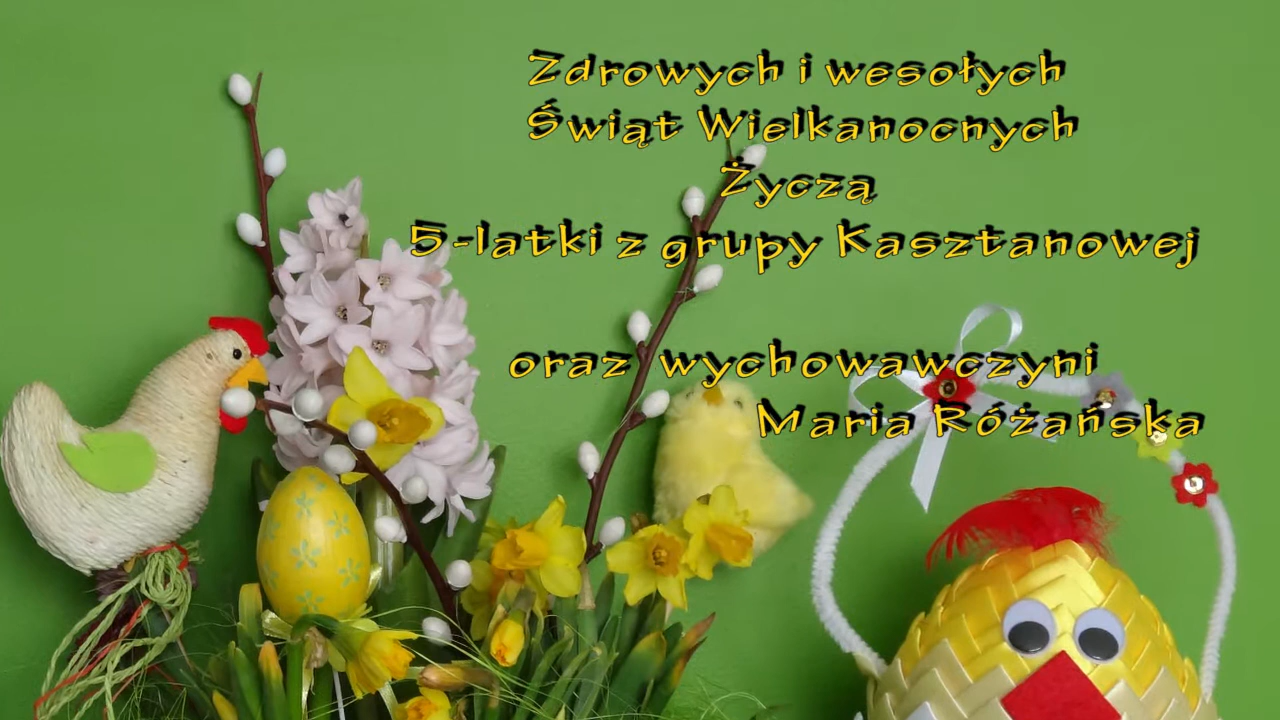 Zdrowych i wesołych
Świąt Wielkanocnych
Życzą
5-latki z grupy Kasztanowej
oraz wychowawczyni
Maria Różańska